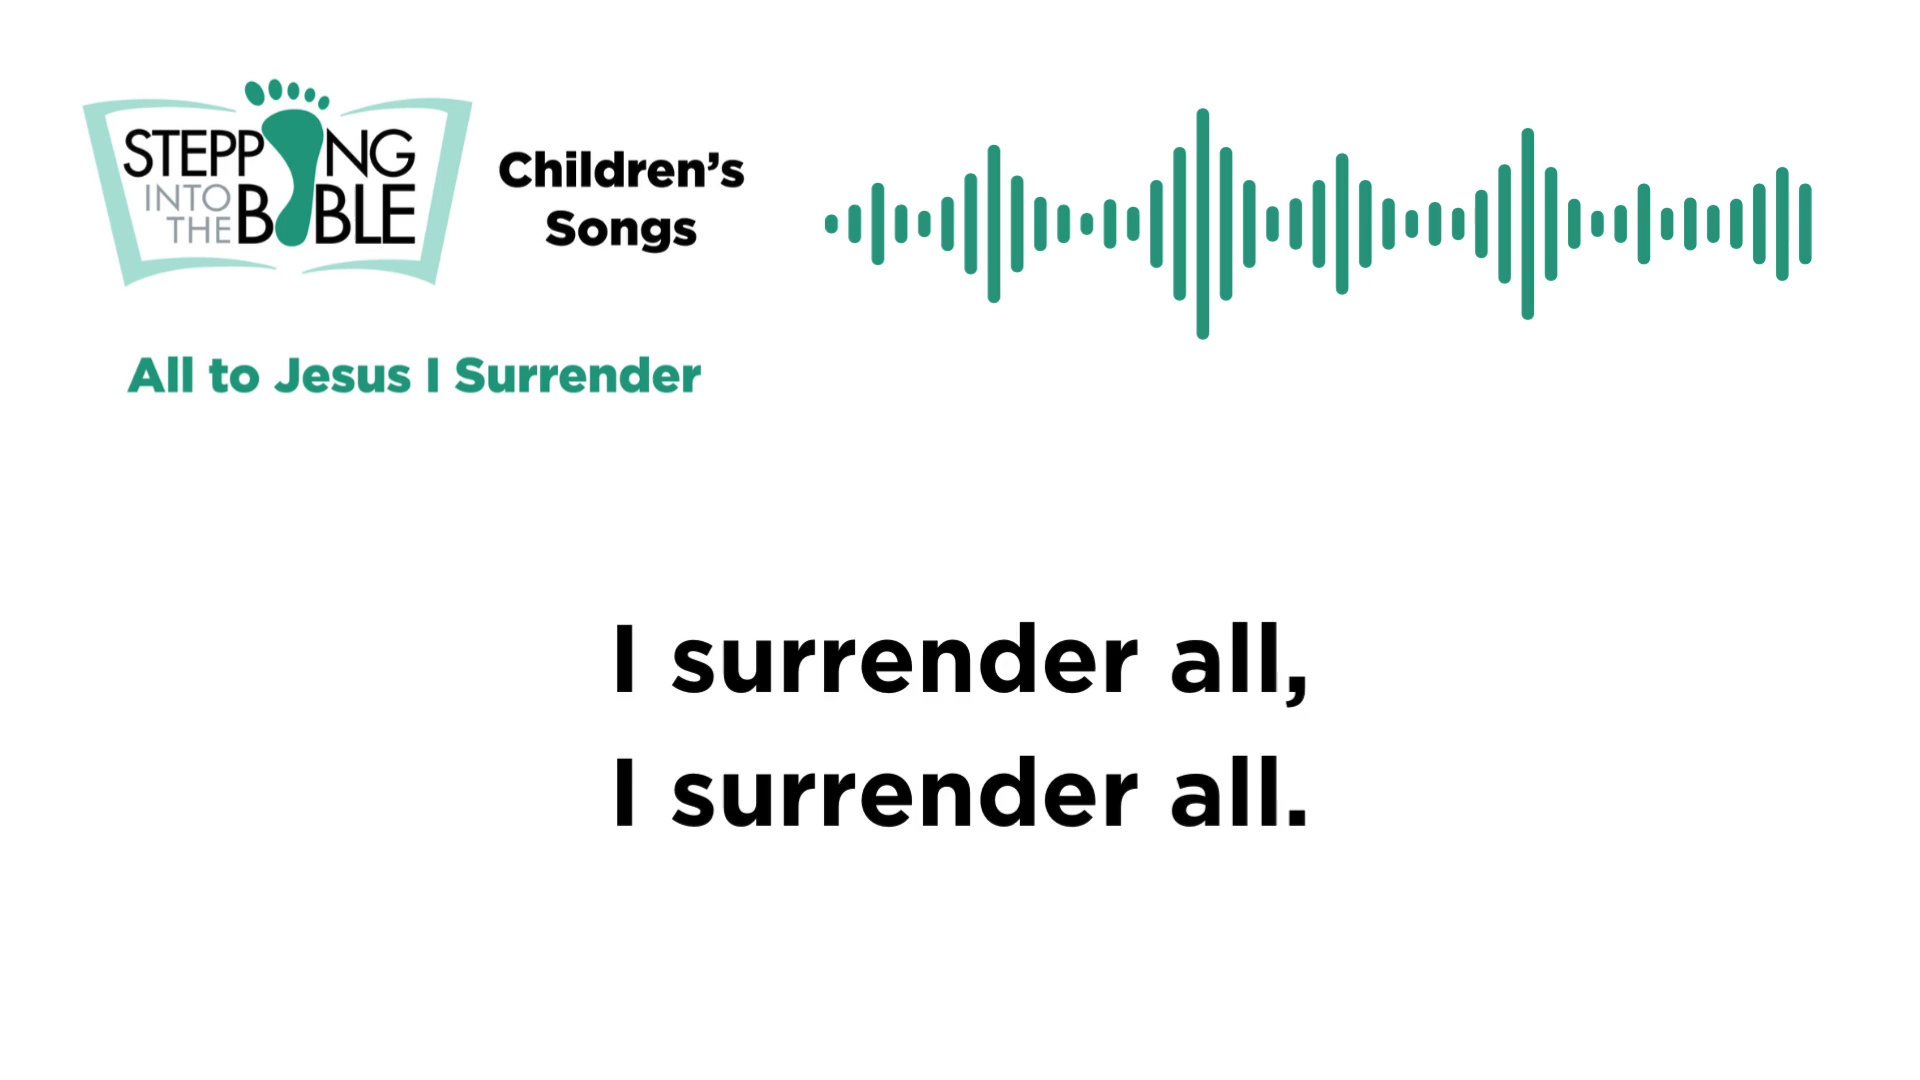 STEPPING
INTO THE BIBLE
Children's
Songs
All to Jesus I Surrender
I surrender all,
I surrender all.